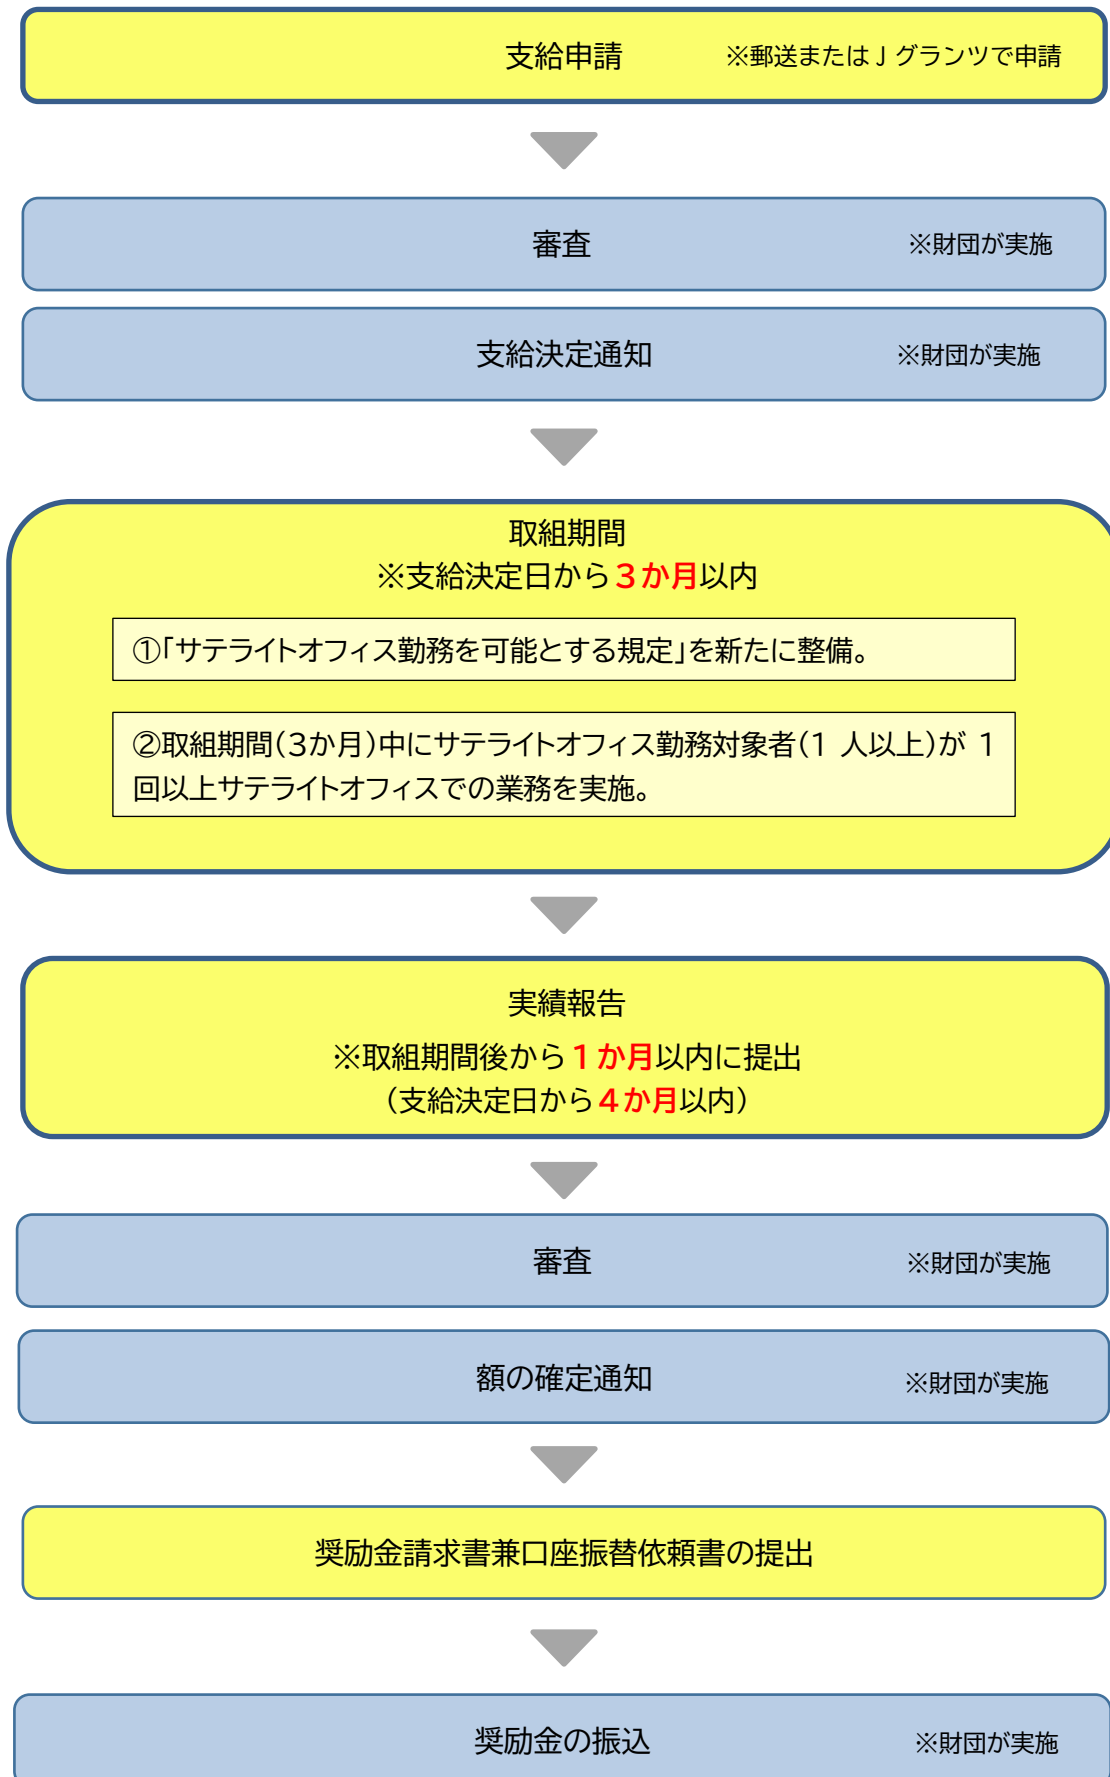 支給申請 ※郵送またはＪグランツで申請
審査 ※財団が実施
支給決定通知 ※財団が実施
取組期間
※支給決定日から３か月以内
①「サテライトオフィス勤務を可能とする規定」を新たに整備。
②取組期間（３か月）中にサテライトオフィス勤務対象者（1 人以上）が 1
回以上サテライトオフィスでの業務を実施。
実績報告
※取組期間後から１か月以内に提出
（支給決定日から４か月以内）
審査 ※財団が実施
額の確定通知 ※財団が実施
奨励金請求書兼口座振替依頼書の提出
奨励金の振込 ※財団が実施